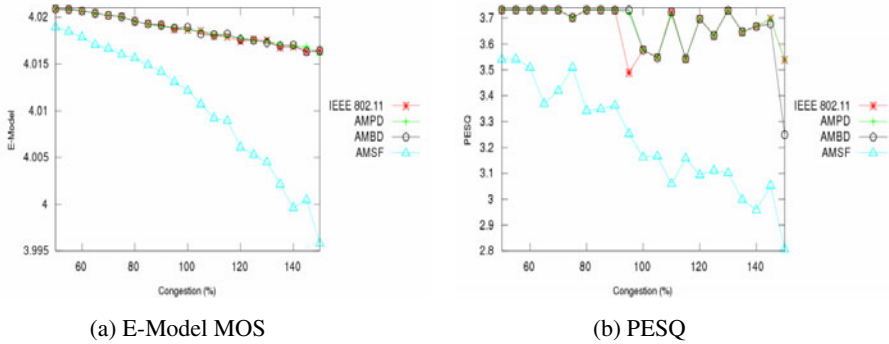 4.02
4.015
4.01
4.005
4
3.995
E-Model
60 80 100 120 140
Congestion (%)
IEEE 802.11
AMPD
AMBD
AMSF
(a) E-Model MOS
3.7
3.6
3.5
3.4
3.3
3.2
3.1
3
2.9
2.8
PESQ
60 80 100 120 140
Congestion (%)
IEEE 802.11
AMPD
AMBD
AMSF
(b) PESQ